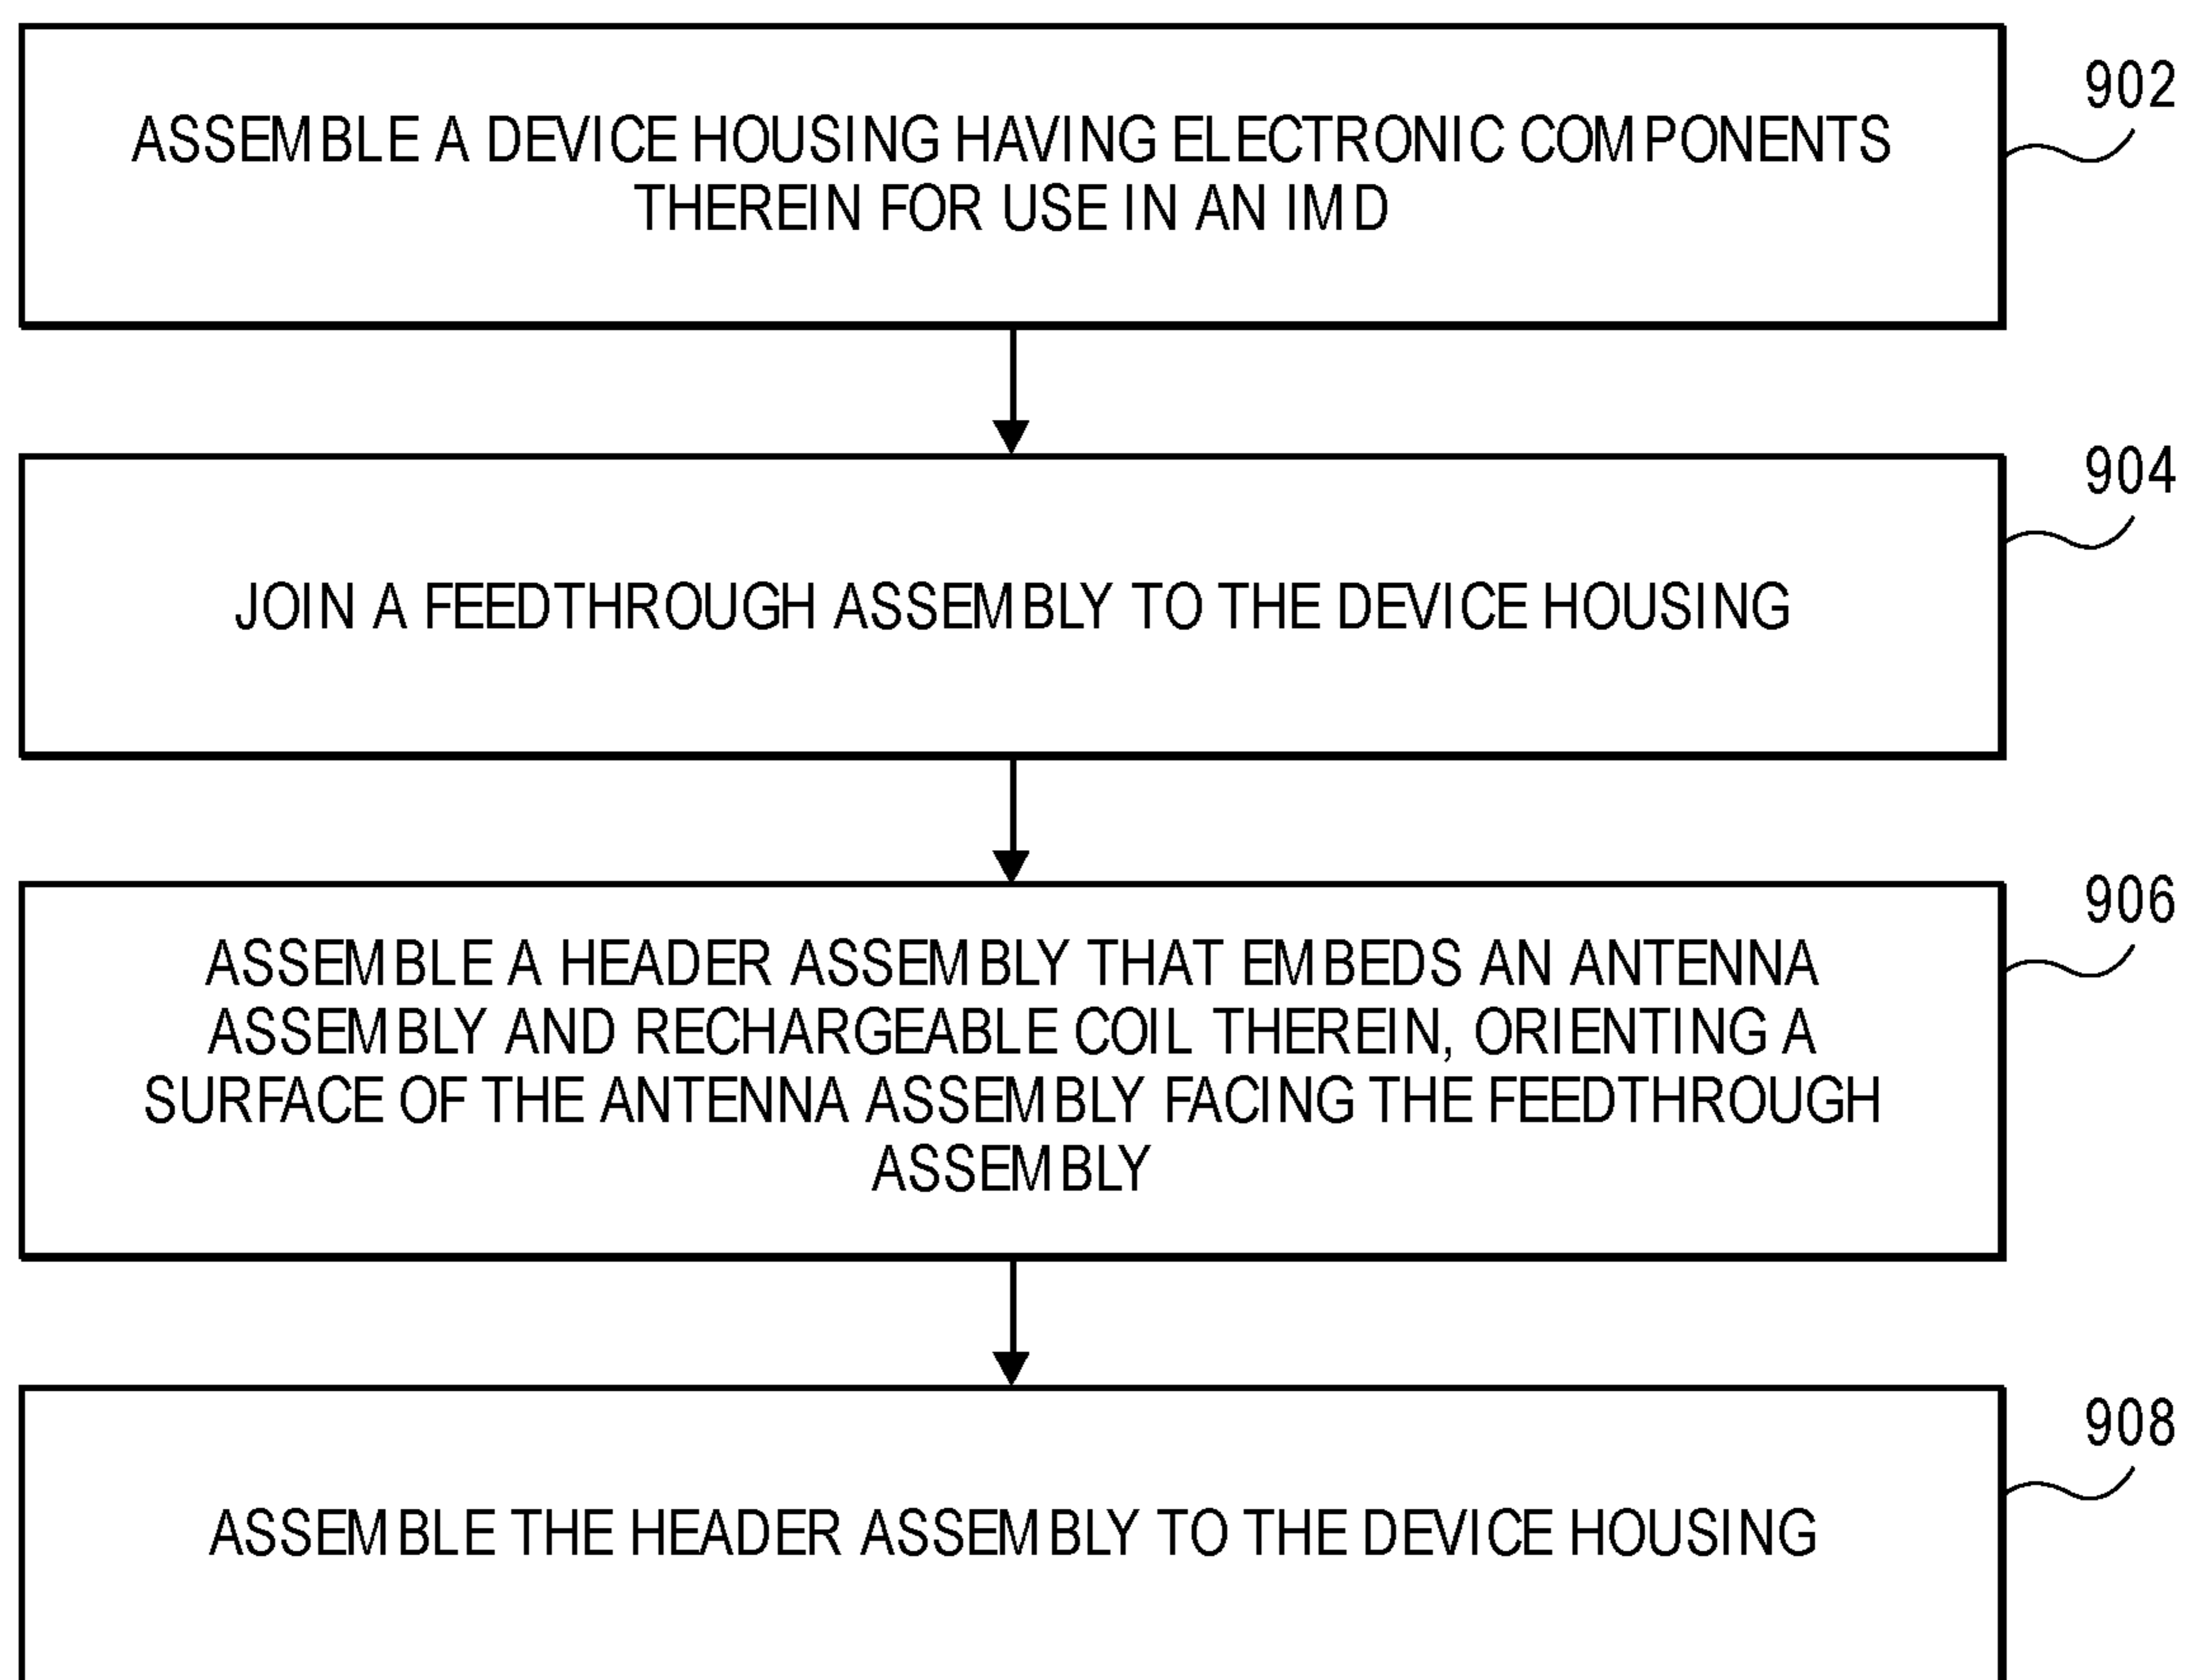 902
ASSEMBLE A DEVICE HOUSING HAVING ELECTRONIC COMPONENTS
THEREIN FOR USE IN AN IMD
904
JOIN A FEEDTHROUGH ASSEMBLY TO THE DEVICE HOUSING
906
ASSEMBLE A HEADER ASSEMBLY THAT EMBEDS AN ANTENNA
ASSEMBLY AND RECHARGEABLE COIL THEREIN, ORIENTING A
SURFACE OF THE ANTENNA ASSEMBLY FACING THE FEEDTHROUGH
ASSEMBLY
908
ASSEMBLE THE HEADER ASSEMBLY TO THE DEVICE HOUSING